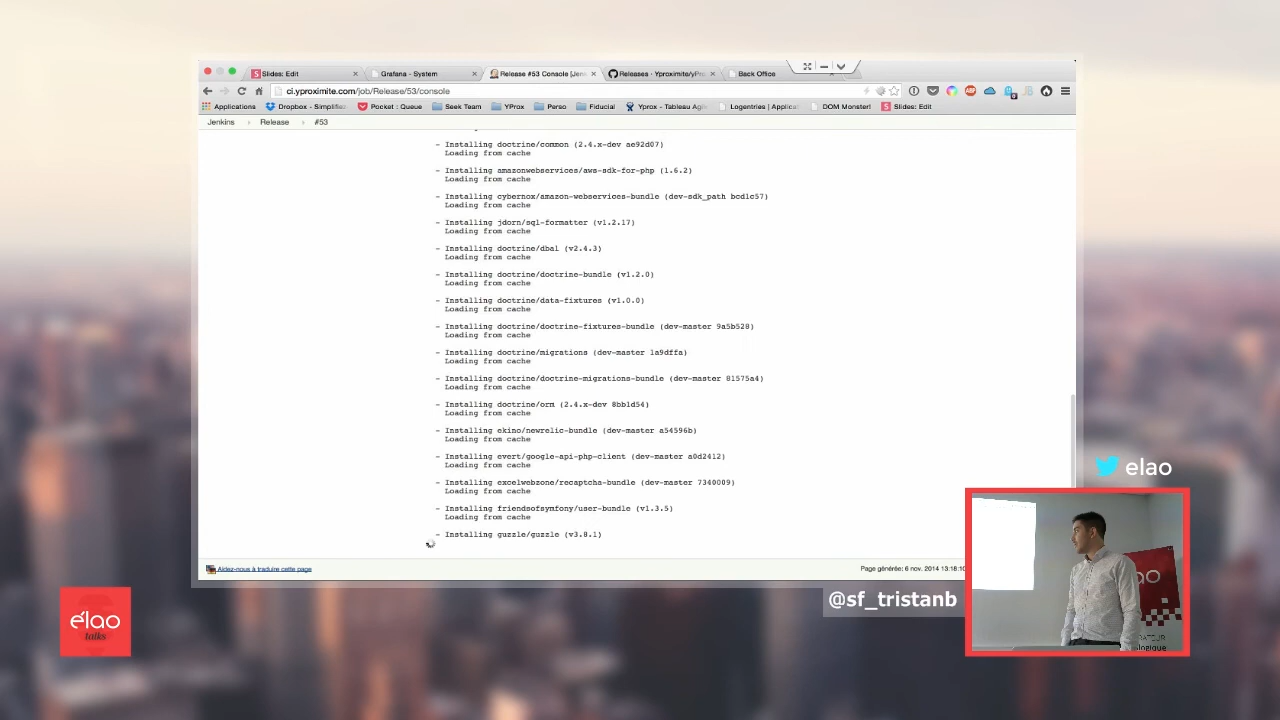 Slides: Edit
Grafana - System
Release #53 Console [Jen
Releases · Yproximite/yPro
Back Office
ci.yproximite.com/job/Release/53/console
Applications
Dropbox - Simplifie
Pocket : Queue
Seek Team
YProx
Perso
Fiducial
Yprox - Tableau Agil
Logentries | Applica
DOM Monster!
Slides: Edit
Jenkins
Release
#53
- Installing doctrine/common (2.4.x-dev ae92d07)
Loading from cache
- Installing amazonwebservices/aws-sdk-for-php (1.6.2)
Loading from cache
- Installing cybernox/amazon-webservices-bundle (dev-sdk_path bcd1c57)
Loading from cache
- Installing jdorn/sql-formatter (v1.2.17)
Loading from cache
- Installing doctrine/dbal (v2.4.3)
Loading from cache
- Installing doctrine/doctrine-bundle (v1.2.0)
Loading from cache
- Installing doctrine/data-fixtures (v1.0.0)
Loading from cache
- Installing doctrine/doctrine-fixtures-bundle (dev-master 9a5b528)
Loading from cache
- Installing doctrine/migrations (dev-master 1a9dffa)
Loading from cache
- Installing doctrine/doctrine-migrations-bundle (dev-master 81575a4)
Loading from cache
- Installing doctrine/orm (2.4.x-dev 8bb1d54)
Loading from cache
- Installing ekino/newrelic-bundle (dev-master a54596b)
Loading from cache
- Installing evert/google-api-php-client (dev-master a0d2412)
Loading from cache
- Installing excelwebzone/recaptcha-bundle (dev-master 7340009)
Loading from cache
- Installing friendsofsymfony/user-bundle (v1.3.5)
Loading from cache
- Installing guzzle/guzzle (v3.8.1)
Aidez-nous à traduire cette page
Page générée: 6 nov. 2014 13:18:10
elao
@sf_tristanb
élao
talks
ao
RATEUR
logique